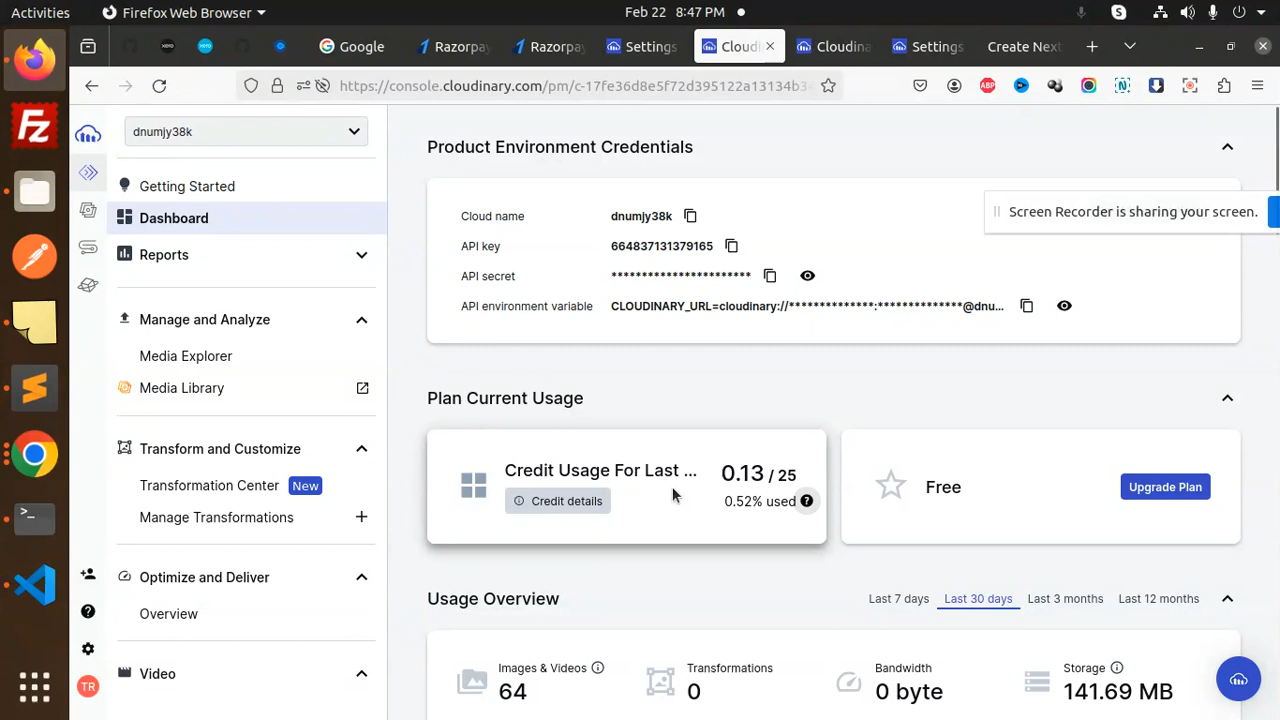 Activities
Firefox Web Browser
Feb 22 8:47 PM
Google
Razorpay
Razorpay
Settings
Cloudi
Cloudina
Settings
Create Next
https://console.cloudinary.com/pm/c-17fe36d8e5f72d395122a13134b34
dnumjy38k
Getting Started
Dashboard
Reports
Manage and Analyze
Media Explorer
Media Library
Transform and Customize
Transformation Center New
Manage Transformations
Optimize and Deliver
Overview
Video
TR
Product Environment Credentials
Cloud name dnumjy38k
API key 664837131379165
API secret ***********************
API environment variable CLOUDINARY_URL=cloudinary://**************:**************@dnu...
Screen Recorder is sharing your screen.
Plan Current Usage
Credit Usage For Last ...
Credit details
0.13 / 25
0.52% used
Free
Upgrade Plan
Usage Overview
Last 7 days Last 30 days Last 3 months Last 12 months
Images & Videos
64
Transformations
0
Bandwidth
0 byte
Storage
141.69 MB